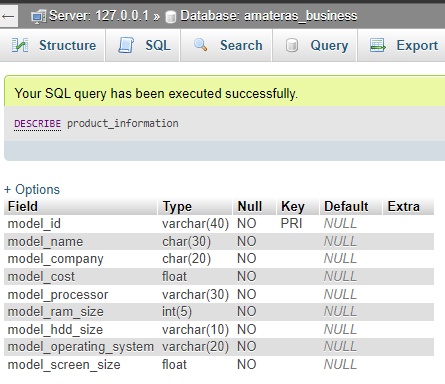 Server: 127.0.0.1 » Database: amateras_business
Structure SQL Search Query Export
Your SQL query has been executed successfully.
DESCRIBE product_information
+ Options
Field Type Null Key Default Extra
model_id varchar(40) NO PRI NULL
model_name char(30) NO NULL
model_company char(20) NO NULL
model_cost float NO NULL
model_processor varchar(30) NO NULL
model_ram_size int(5) NO NULL
model_hdd_size varchar(10) NO NULL
model_operating_system varchar(20) NO NULL
model_screen_size float NO NULL